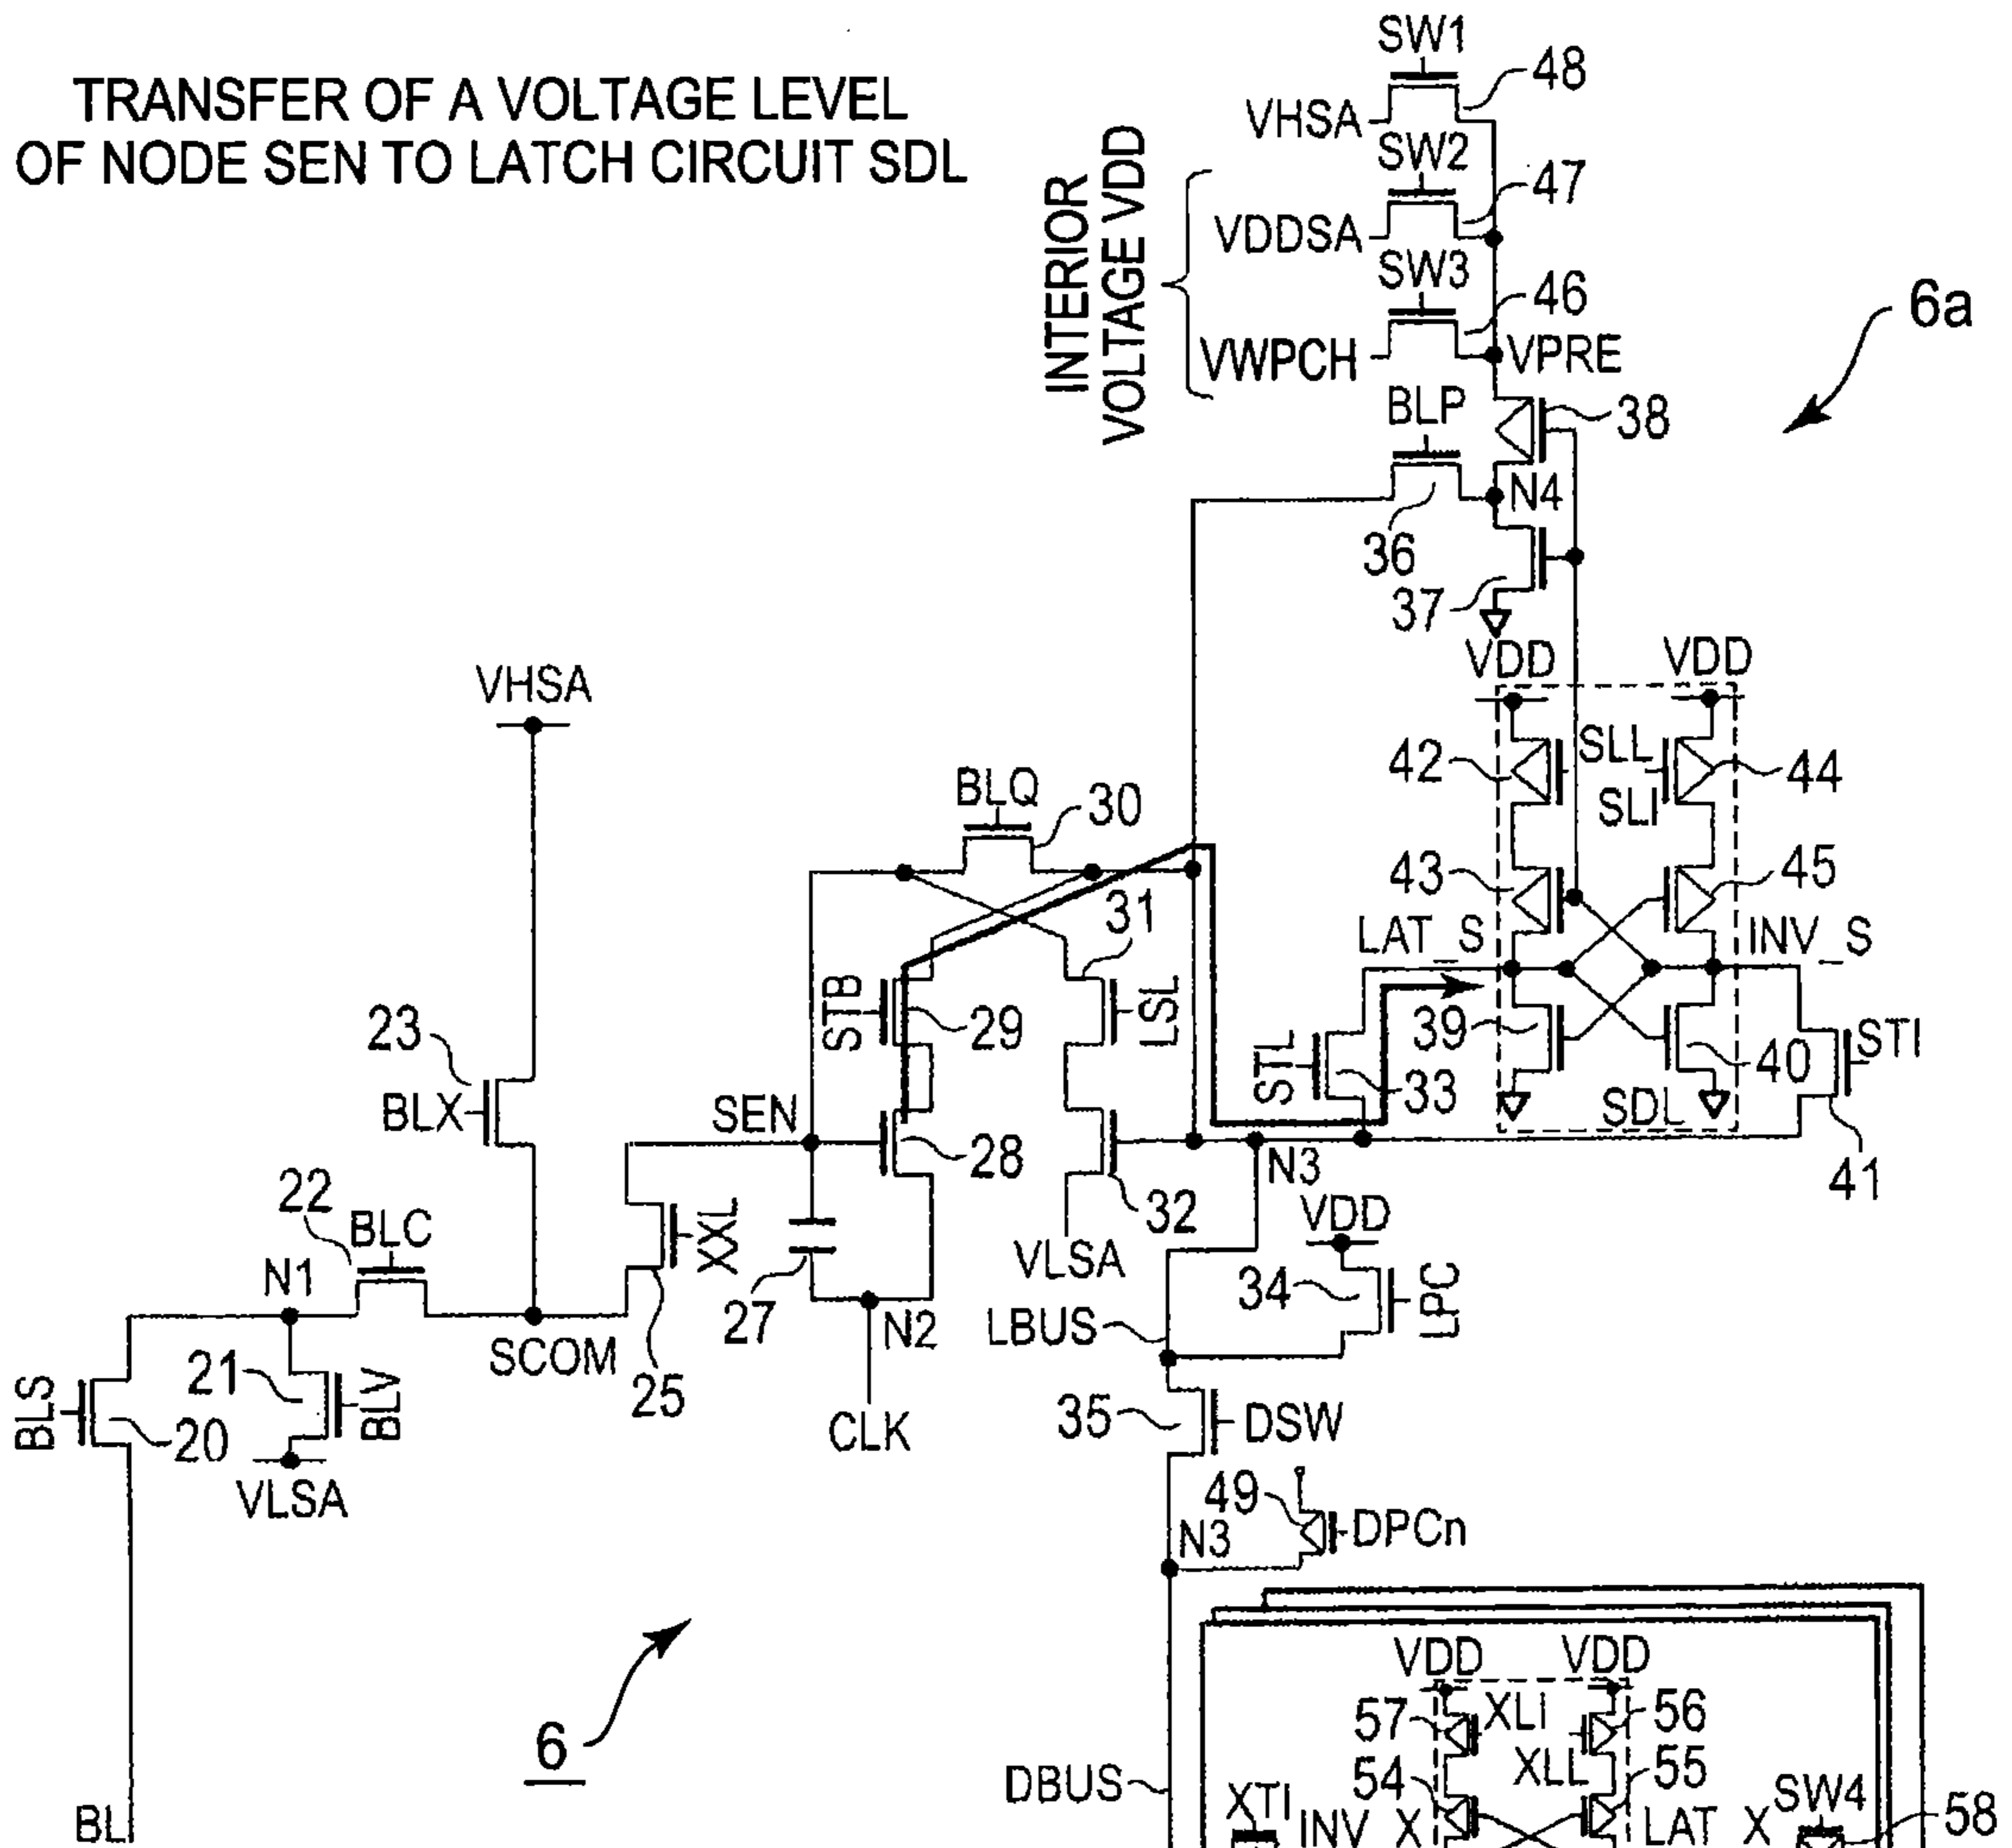 TRANSFER OF A VOLTAGE LEVEL
OF NODE SEN TO LATCH CIRCUIT SDL
SW1
48
VHSA
SW2
47
VDDSA
SW3
46
VWPCH
VPRE
INTERIOR
VOLTAGE VDD
6a
BLP
38
N4
36
37
VDD
VDD
VHSA
42
SLL
SLI
44
BLQ
30
43
45
31
LAT_S
INV_S
23
BLX
STB
29
LSL
STL
33
39
40
STI
SDL
41
SEN
28
N3
32
22
BLC
XXL
VLSA
VDD
N1
27
N2
34
LPC
LBUS
SCOM
25
BLS
20
21
BLV
CLK
35
DSW
VLSA
49
N3
DPCn
6
VDD
VDD
57
XLI
56
XLL
54
55
DBUS
XTI
INV_X
LAT_X
SW4
58
BL